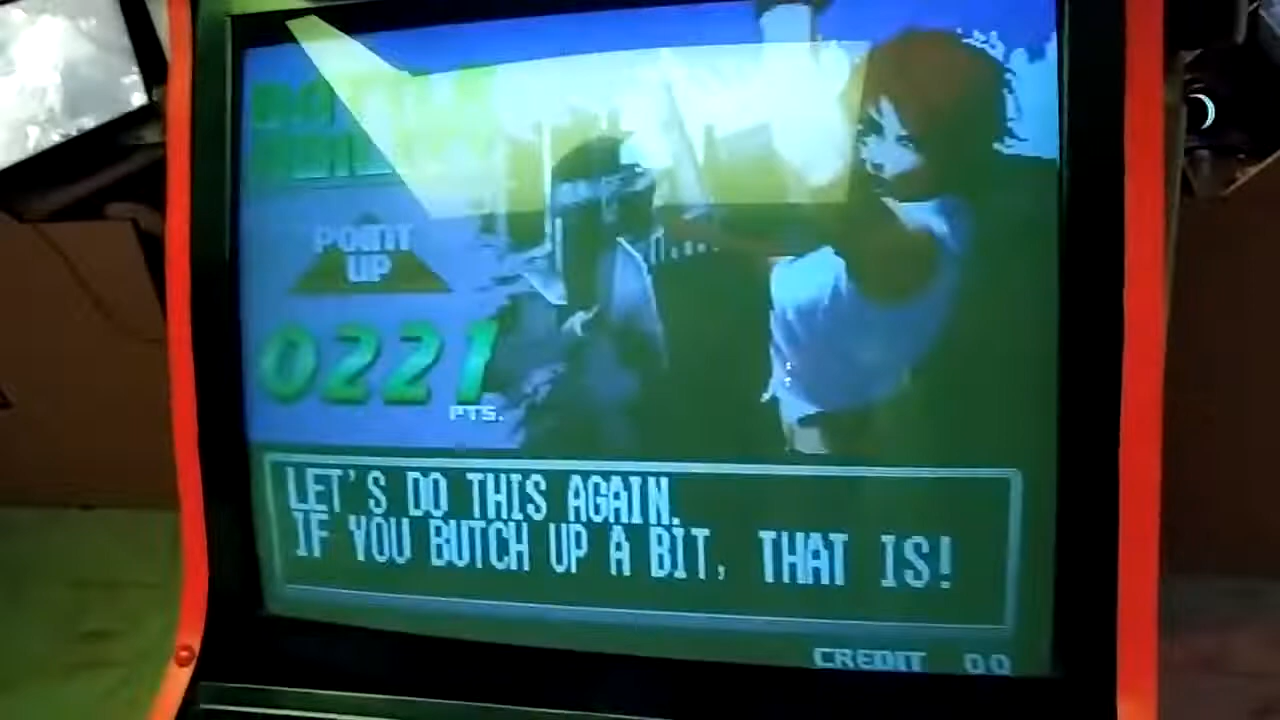 POINT
UP
0221
PTS.
LET'S DO THIS AGAIN.
IF YOU BUTCH UP A BIT, THAT IS!
CREDIT 00